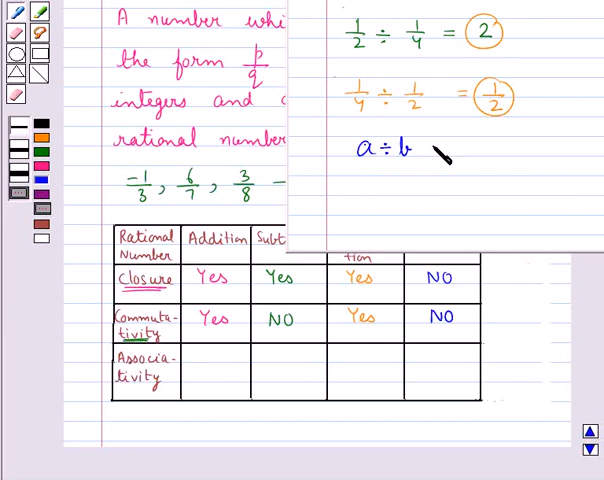 A number whi
the form p/q
integers and
rational number
-1/3, 6/7, 3/8 -
1/2 ÷ 1/4 = 2
1/4 ÷ 1/2 = 1/2
a ÷ b
Rational Number Addition tion
Closure Yes Yes Yes NO
Commuta-tivity Yes NO Yes NO
Associa-tivity